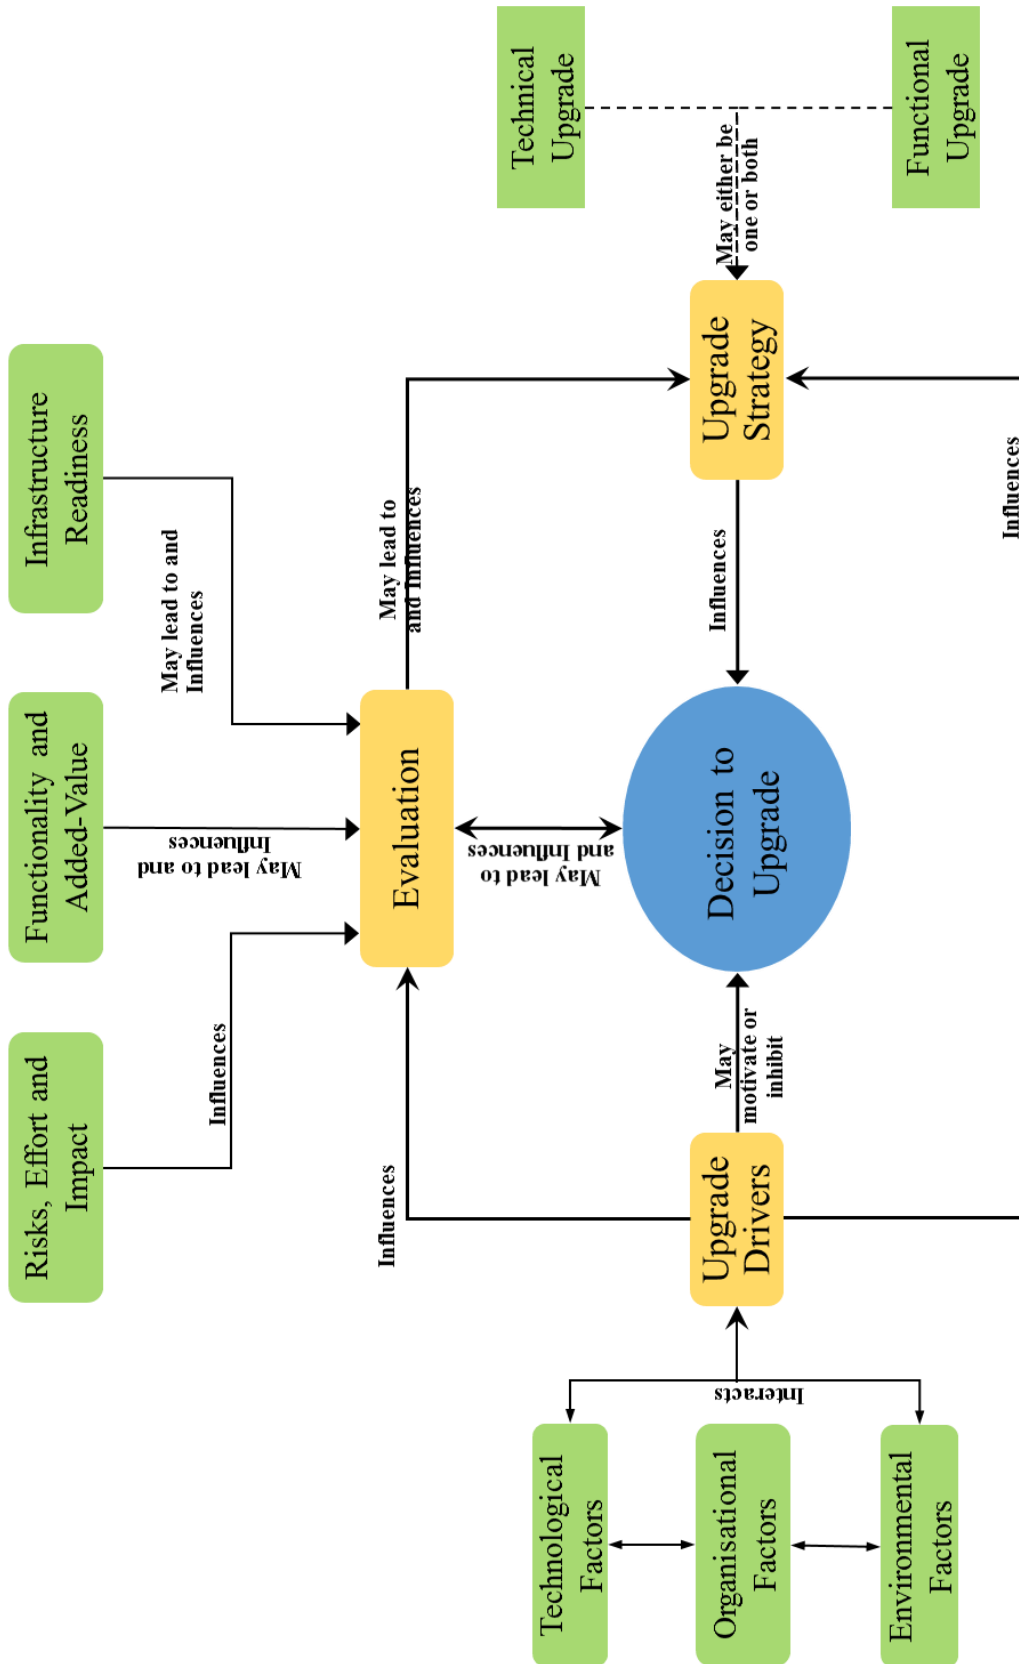 Risks, Effort and
Impact
Functionality and
Added-Value
Infrastructure
Readiness
Influences
May lead to and
Influences
May lead to and
Influences
Influences
Evaluation
May lead to
and Influences
May lead to
and Influences
Technological
Factors
Organisational
Factors
Environmental
Factors
Interacts
Upgrade
Drivers
May
motivate or
inhibit
Decision to
Upgrade
Influences
Upgrade
Strategy
May either be
one or both
Technical
Upgrade
Functional
Upgrade
Influences